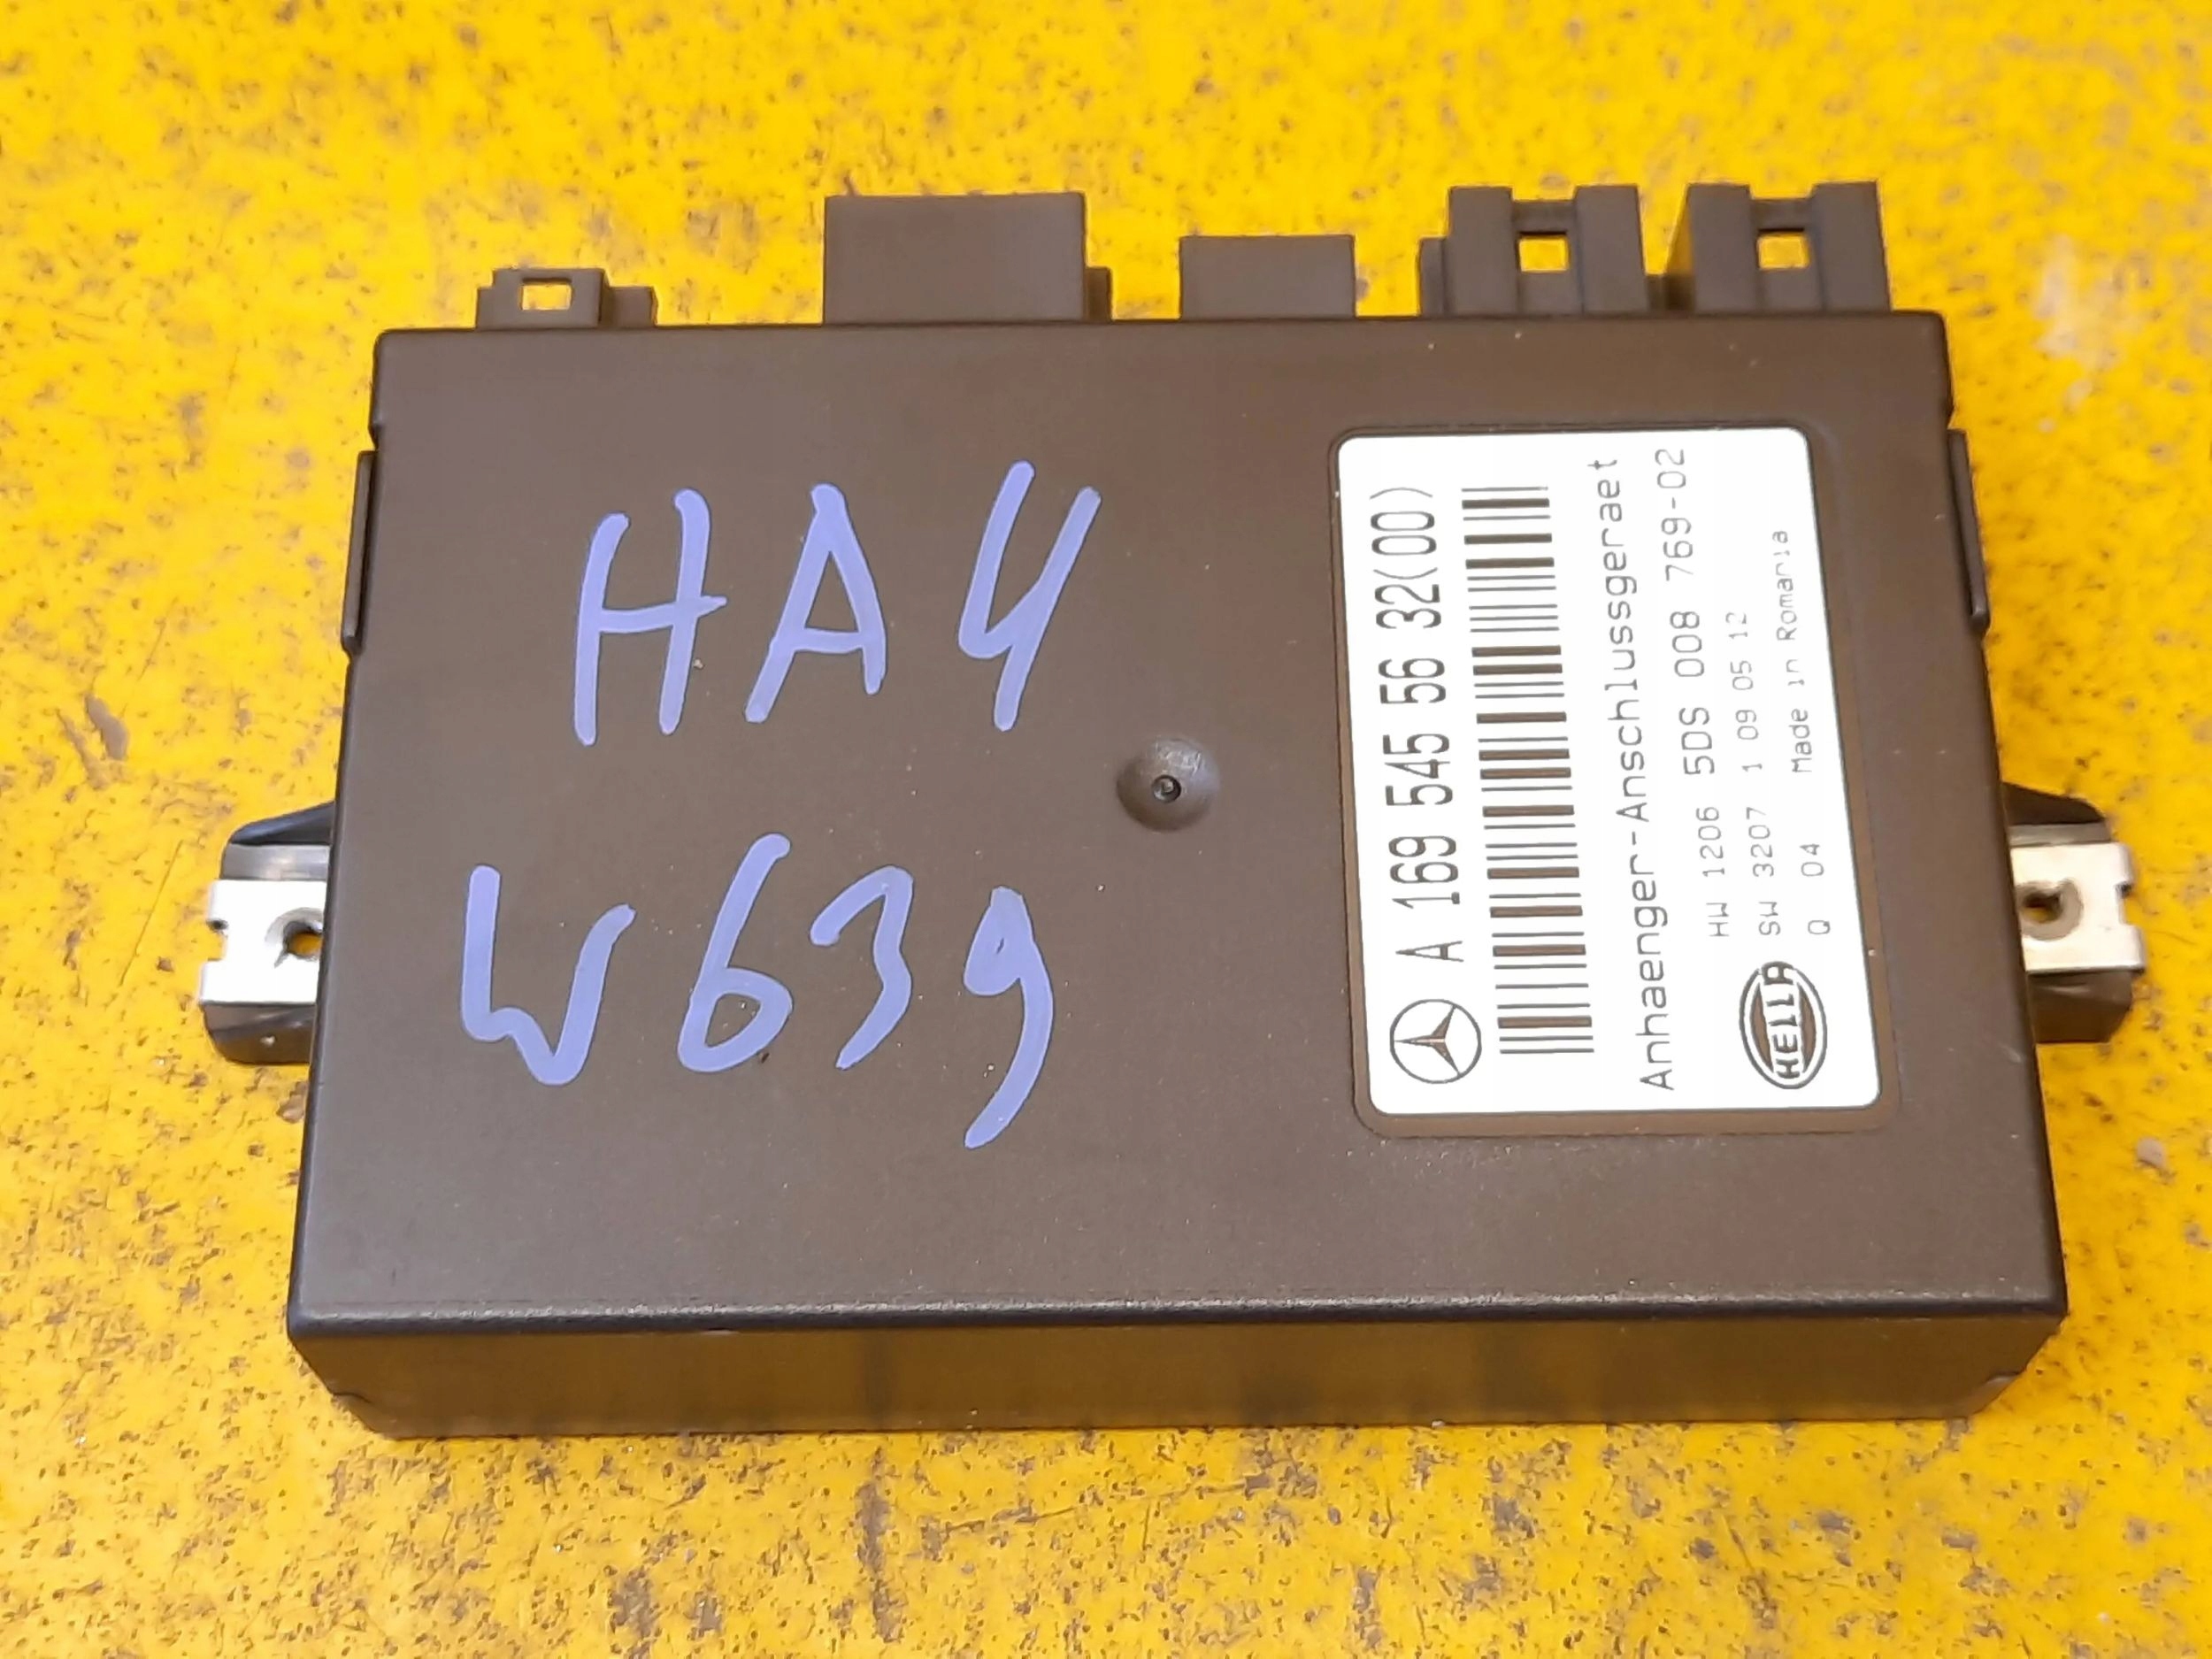 HA4
W639
A 169 545 56 32(00)
Anhaenger-Anschlussgeraet
HW 1206 5DS 008 769-02
SW 3207 1 09 05 12
Q 04 Made in Romania
HELLA